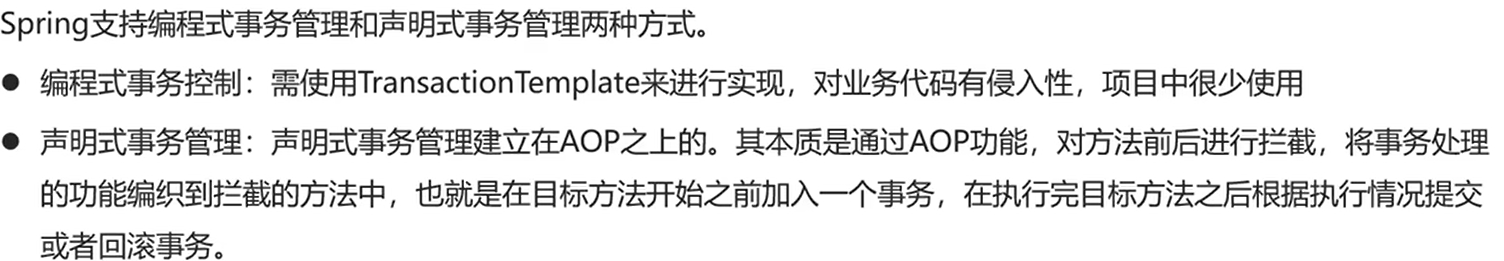 Spring支持编程式事务管理和声明式事务管理两种方式。
● 编程式事务控制：需使用TransactionTemplate来进行实现，对业务代码有侵入性，项目中很少使用
● 声明式事务管理：声明式事务管理建立在AOP之上的。其本质是通过AOP功能，对方法前后进行拦截，将事务处理
的功能编织到拦截的方法中，也就是在目标方法开始之前加入一个事务，在执行完目标方法之后根据执行情况提交
或者回滚事务。